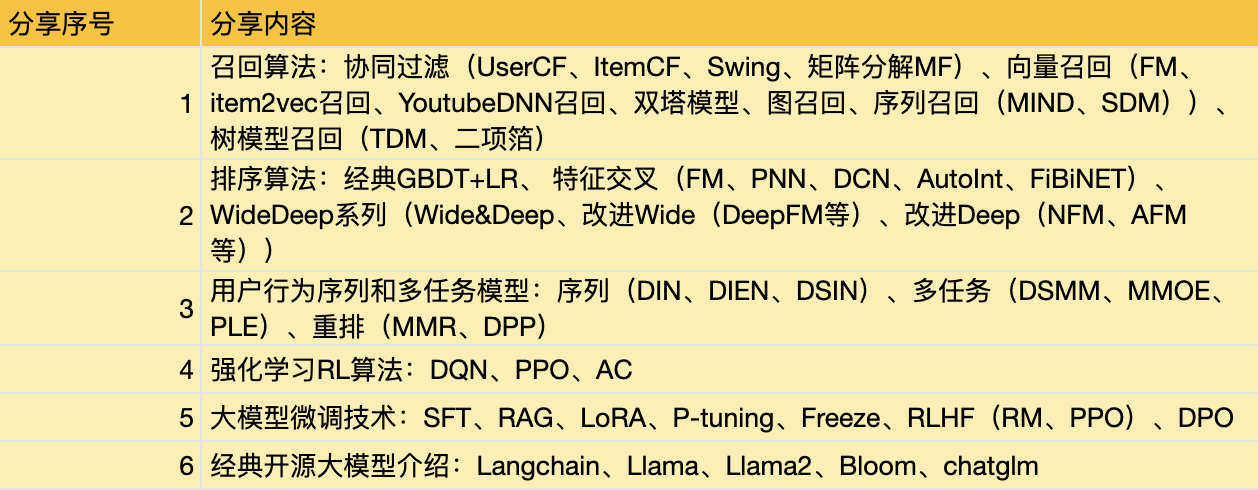 分享序号 分享内容
召回算法：协同过滤（UserCF、ItemCF、Swing、矩阵分解MF）、向量召回（FM、
1 item2vec召回、YoutubeDNN召回、双塔模型、图召回、序列召回（MIND、SDM））、
树模型召回（TDM、二项箔）
排序算法：经典GBDT+LR、 特征交叉（FM、PNN、DCN、AutoInt、FiBiNET）、
2 WideDeep系列（Wide&Deep、改进Wide（DeepFM等）、改进Deep（NFM、AFM
等））
3 用户行为序列和多任务模型：序列（DIN、DIEN、DSIN）、多任务（DSMM、MMOE、
PLE）、重排（MMR、DPP）
4 强化学习RL算法：DQN、PPO、AC
5 大模型微调技术：SFT、RAG、LoRA、P-tuning、Freeze、RLHF（RM、PPO）、DPO
6 经典开源大模型介绍：Langchain、Llama、Llama2、Bloom、chatglm